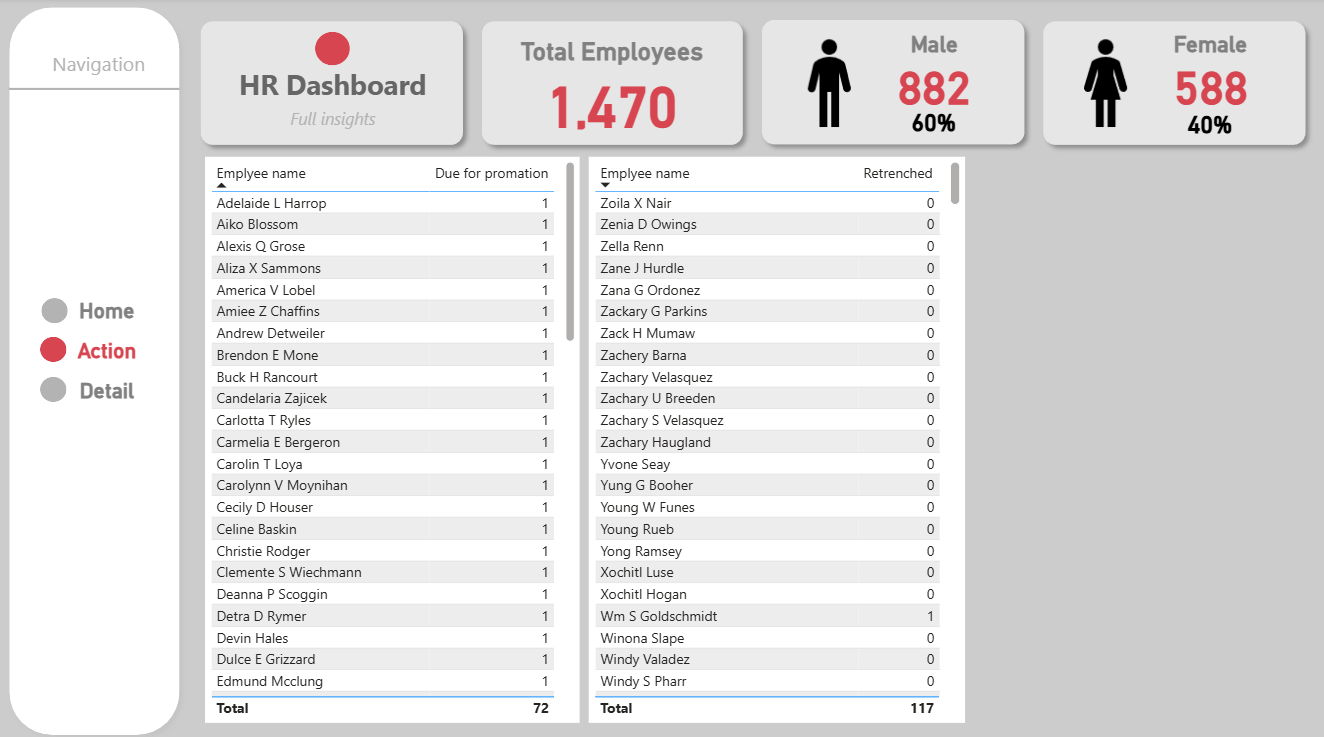 Navigation
Home
Action
Detail
HR Dashboard
Full insights
Total Employees
1.470
Male
882
60%
Female
588
40%
Emplyee name Due for promation
Adelaide L Harrop 1
Aiko Blossom 1
Alexis Q Grose 1
Aliza X Sammons 1
America V Lobel 1
Amiee Z Chaffins 1
Andrew Detweiler 1
Brendon E Mone 1
Buck H Rancourt 1
Candelaria Zajicek 1
Carlotta T Ryles 1
Carmelia E Bergeron 1
Carolin T Loya 1
Carolynn V Moynihan 1
Cecily D Houser 1
Celine Baskin 1
Christie Rodger 1
Clemente S Wiechmann 1
Deanna P Scoggin 1
Detra D Rymer 1
Devin Hales 1
Dulce E Grizzard 1
Edmund Mcclung 1
Total 72
Emplyee name Retrenched
Zoila X Nair 0
Zenia D Owings 0
Zella Renn 0
Zane J Hurdle 0
Zana G Ordonez 0
Zackary G Parkins 0
Zack H Mumaw 0
Zachery Barna 0
Zachary Velasquez 0
Zachary U Breeden 0
Zachary S Velasquez 0
Zachary Haugland 0
Yvone Seay 0
Yung G Booher 0
Young W Funes 0
Young Rueb 0
Yong Ramsey 0
Xochitl Luse 0
Xochitl Hogan 0
Wm S Goldschmidt 1
Winona Slape 0
Windy Valadez 0
Windy S Pharr 0
Total 117